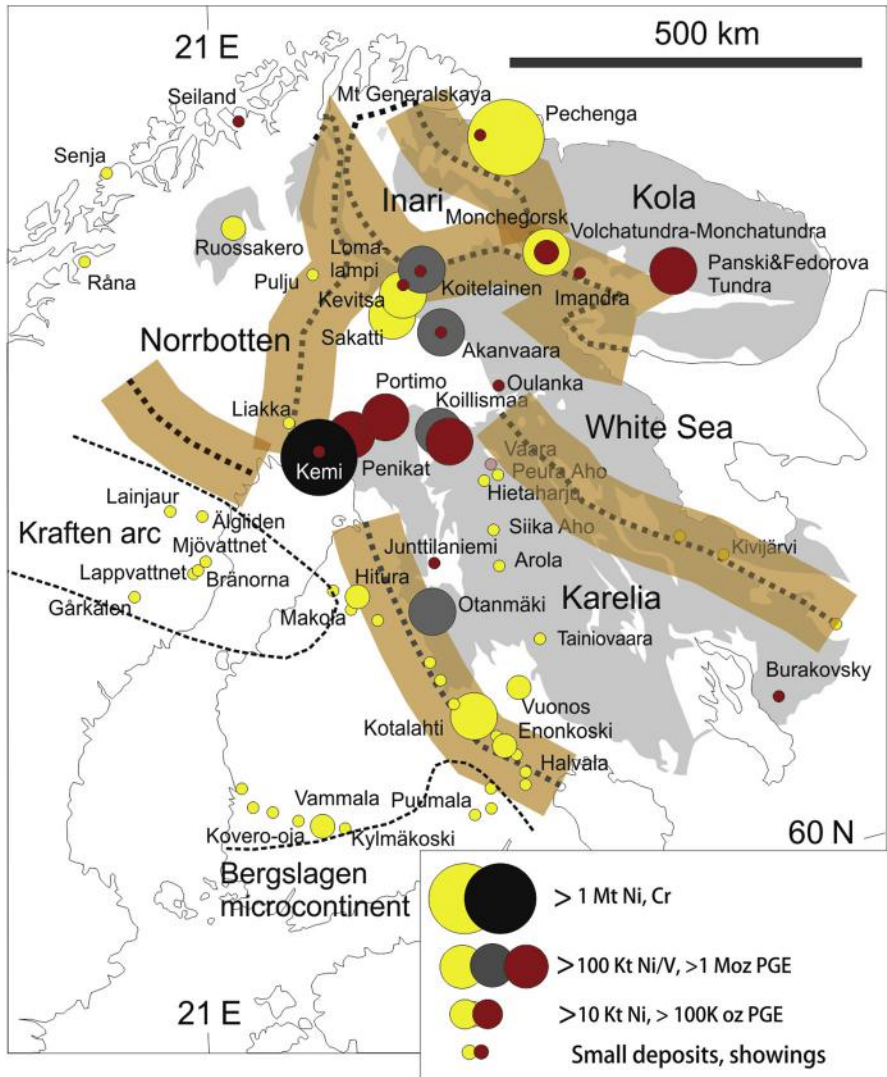 21 E
500 km
Seiland
Mt Generalskaya
Pechenga
Senja
Inari
Kola
Monchegorsk
Volchatundra-Monchatundra
Ruossakero
Loma-
lampi
Panski&Fedorova
Tundra
Råna
Pulju
Koitelainen
Imandra
Kevitsa
Sakatti
Norrbotten
Akanvaara
Portimo
Oulanka
Koillismaa
Liakka
White Sea
Vaara
Kemi
Penikat
Peura Aho
Hietaharju
Lainjaur
Älgliden
Kraften arc
Siika Aho
Mjövattnet
Junttilaniemi
Kivijärvi
Lappvattnet
Arola
Bränorna
Hitura
Gårkälen
Makola
Otanmäki
Karelia
Tainiovaara
Burakovsky
Vuonos
Kotalahti
Enonkoski
Halvala
Vammala
Puumala
Kovero-oja
Kylmäkoski
60 N
Bergslagen
microcontinent
> 1 Mt Ni, Cr
>100 Kt Ni/V, >1 Moz PGE
21 E
>10 Kt Ni, > 100K oz PGE
Small deposits, showings